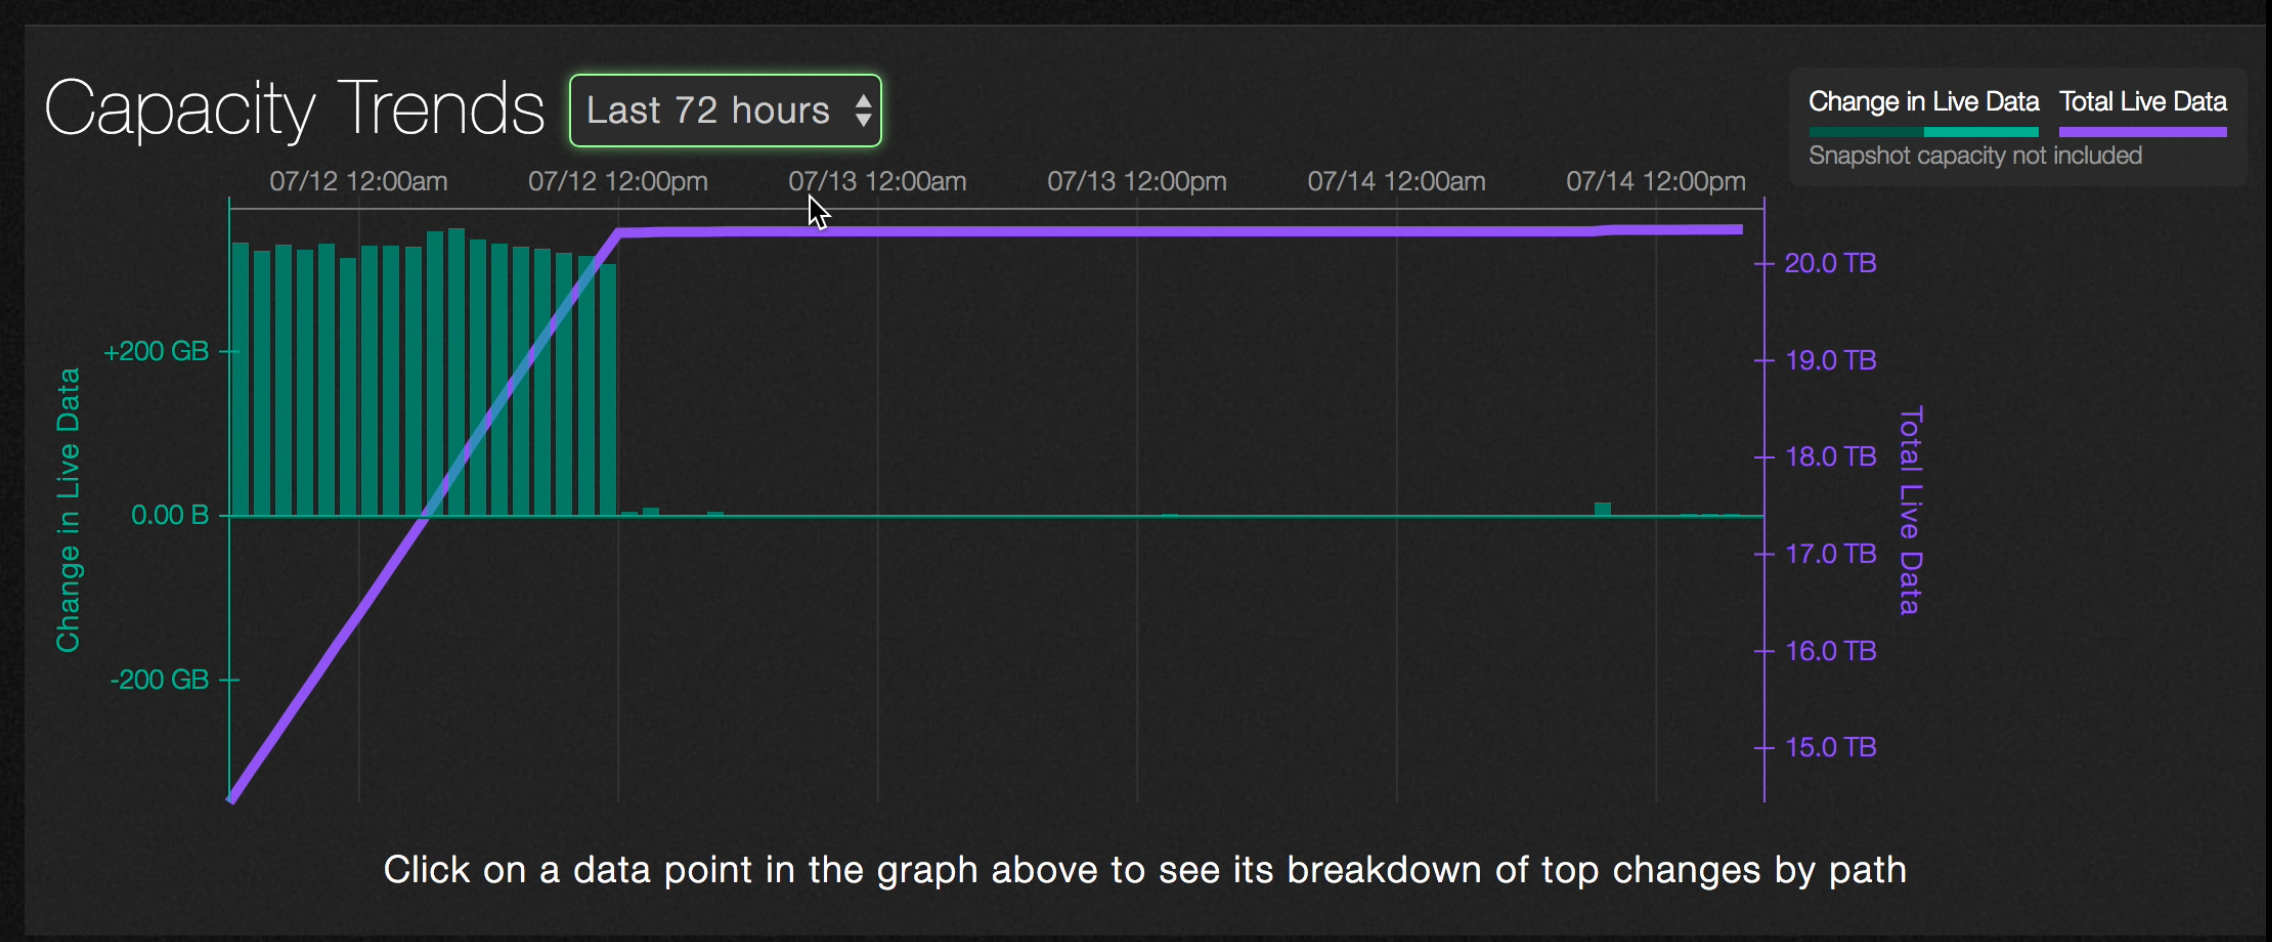 Capacity Trends
Last 72 hours
Change in Live Data
Total Live Data
Snapshot capacity not included
07/12 12:00am
07/12 12:00pm
07/13 12:00am
07/13 12:00pm
07/14 12:00am
07/14 12:00pm
Change in Live Data
+200 GB
0.00 B
-200 GB
20.0 TB
19.0 TB
18.0 TB
17.0 TB
16.0 TB
15.0 TB
Total Live Data
Click on a data point in the graph above to see its breakdown of top changes by path